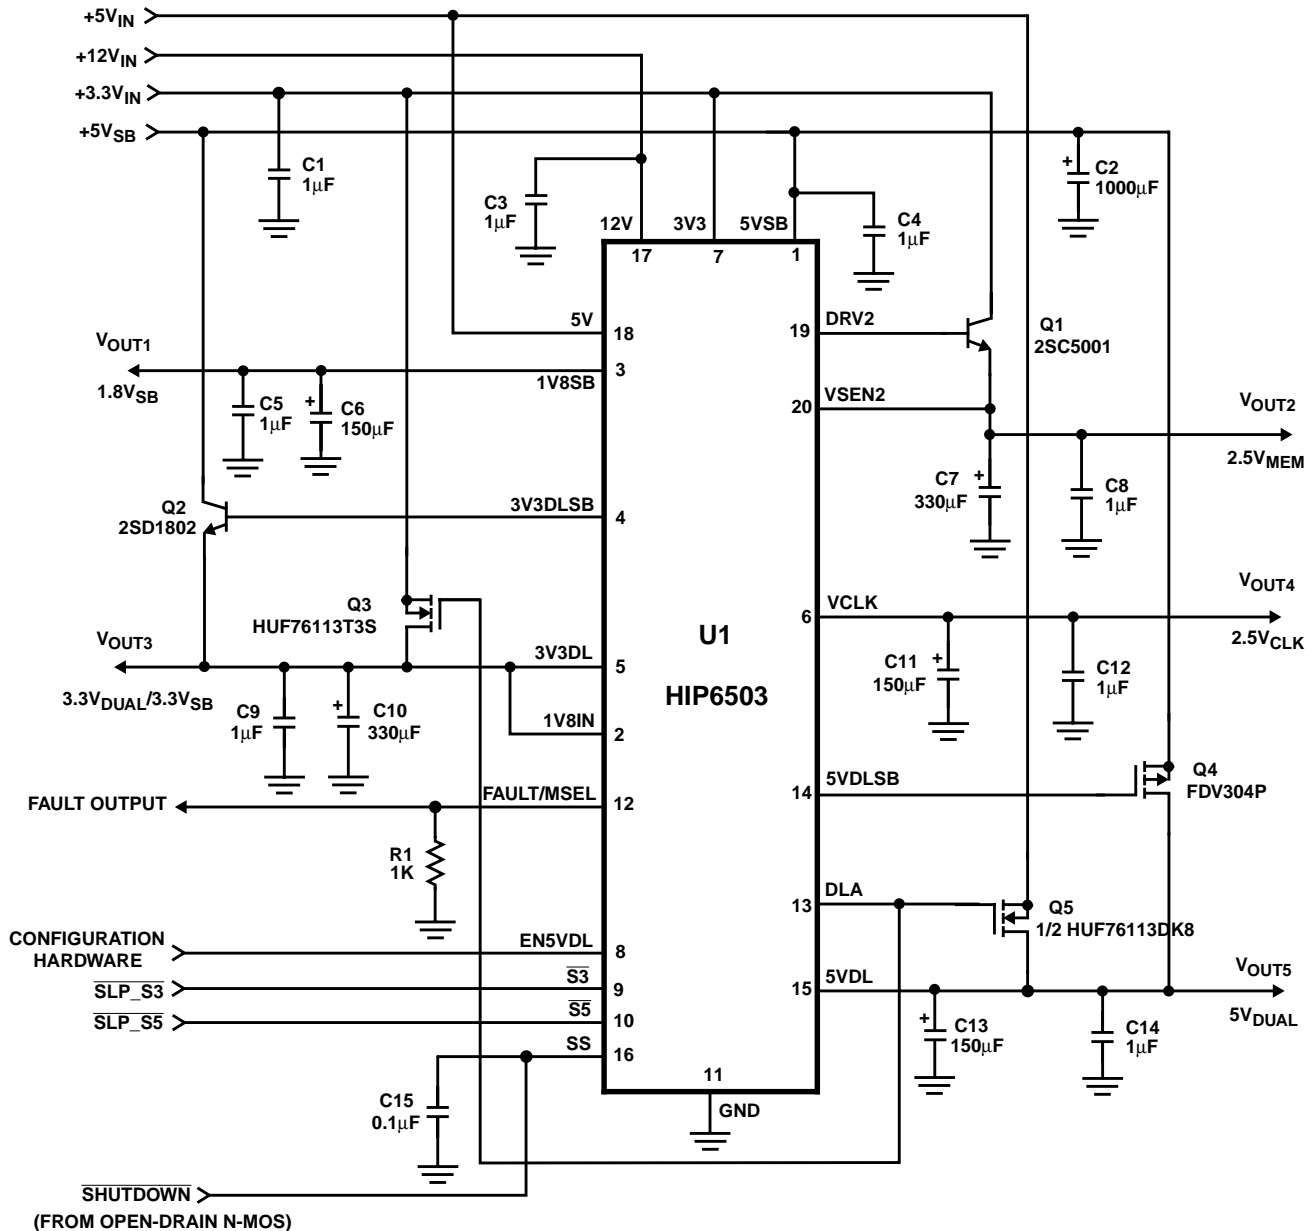 +5VIN
+12VIN
+3.3VIN
+5VSB
C1
1µF
C2
1000µF
C3
1µF
C4
1µF
12V
3V3
5VSB
17
7
1
5V
18
DRV2
19
Q1
2SC5001
VOUT1
1.8VSB
1V8SB
3
C5
1µF
C6
150µF
VSEN2
20
VOUT2
2.5VMEM
C7
330µF
C8
1µF
Q2
2SD1802
3V3DLSB
4
Q3
HUF76113T3S
VCLK
6
VOUT4
2.5VCLK
U1
HIP6503
VOUT3
3.3VDUAL/3.3VSB
3V3DL
5
C9
1µF
C10
330µF
1V8IN
2
C11
150µF
C12
1µF
5VDLSB
14
Q4
FDV304P
FAULT OUTPUT
FAULT/MSEL
12
R1
1K
DLA
13
Q5
1/2 HUF76113DK8
CONFIGURATION
HARDWARE
EN5VDL
8
SLP_S3
S3
9
SLP_S5
S5
10
SS
16
5VDL
15
VOUT5
5VDUAL
C13
150µF
C14
1µF
C15
0.1µF
11
GND
SHUTDOWN
(FROM OPEN-DRAIN N-MOS)